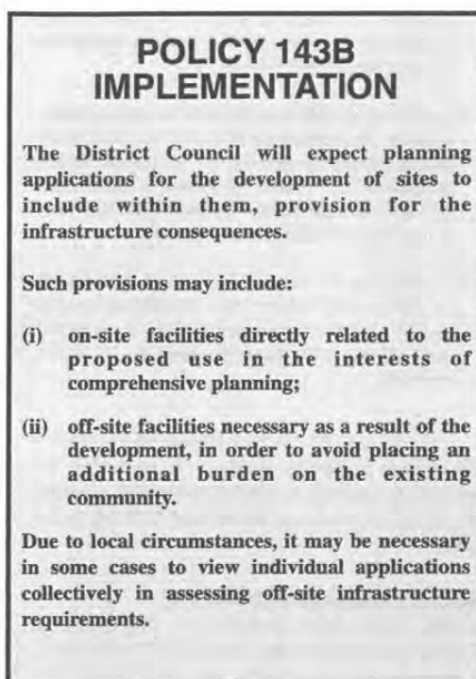 POLICY 143B
IMPLEMENTATION
The District Council will expect planning
applications for the development of sites to
include within them, provision for the
infrastructure consequences.
Such provisions may include:
(i) on-site facilities directly related to the
proposed use in the interests of
comprehensive planning;
(ii) off-site facilities necessary as a result of the
development, in order to avoid placing an
additional burden on the existing
community.
Due to local circumstances, it may be necessary
in some cases to view individual applications
collectively in assessing off-site infrastructure
requirements.